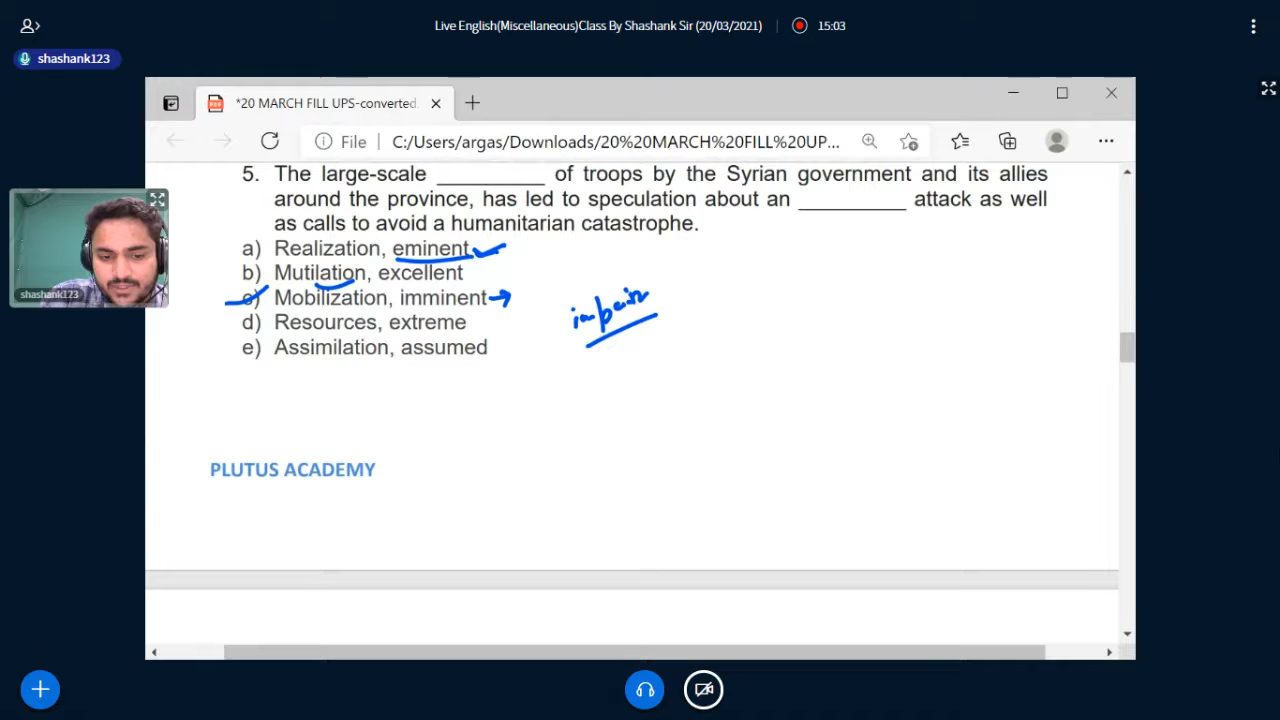 Live English(Miscellaneous)Class By Shashank Sir (20/03/2021)
15:03
shashank123
*20 MARCH FILL UPS-converted.
File
C:/Users/argas/Downloads/20%20MARCH%20FILL%20UP...
5. The large-scale _________ of troops by the Syrian government and its allies
around the province, has led to speculation about an _________ attack as well
as calls to avoid a humanitarian catastrophe.
a) Realization, eminent
b) Mutilation, excellent
c) Mobilization, imminent
d) Resources, extreme
e) Assimilation, assumed
impair
shashank123
PLUTUS ACADEMY